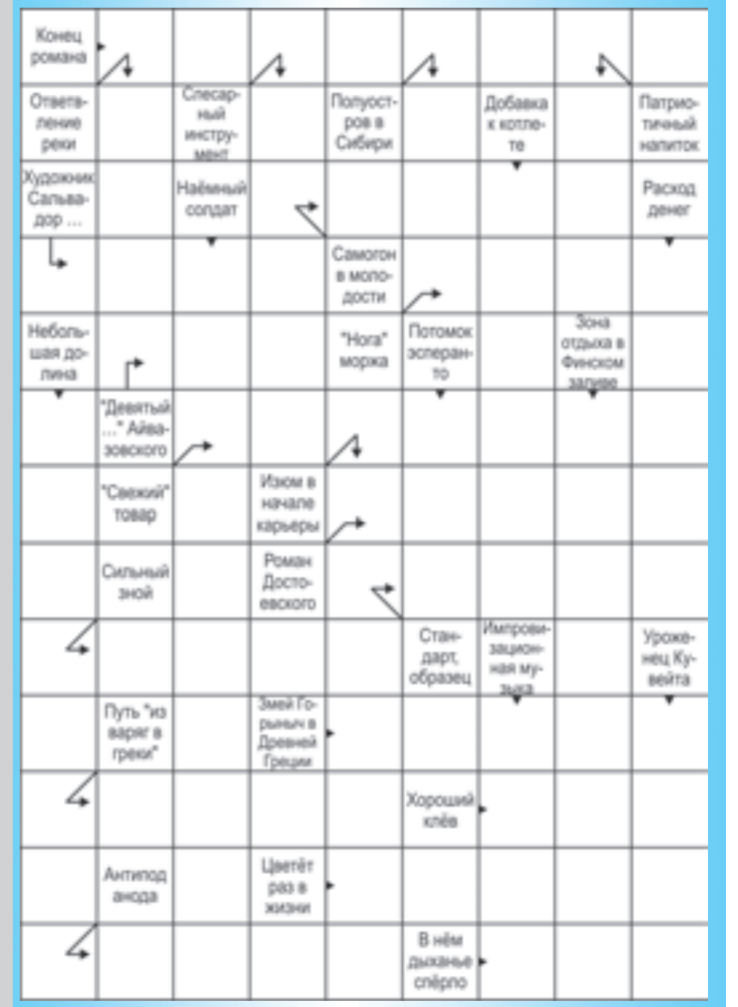 Конец
романа
Ответв-
ление
реки
Слесар-
ный
инстру-
мент
Полуост-
ров в
Сибири
Добавка
к котле-
те
Патрио-
тичный
напиток
Художник
Сальва-
дор ...
Наёмный
солдат
Расход
денег
Самогон
в моло-
дости
Неболь-
шая до-
лина
"Нога"
моржа
Потомок
эсперан-
то
Зона
отдыха в
Финском
заливе
"Девятый
..." Айва-
зовского
"Свежий"
товар
Изюм в
начале
карьеры
Сильный
зной
Роман
Досто-
евского
Стан-
дарт,
образец
Импрови-
зацион-
ная му-
зыка
Уроже-
нец Ку-
вейта
Путь "из
варяг в
греки"
Змей Го-
рыныч в
Древней
Греции
Хороший
клёв
Антипод
анода
Цветёт
раз в
жизни
В нём
дыханье
спёрло